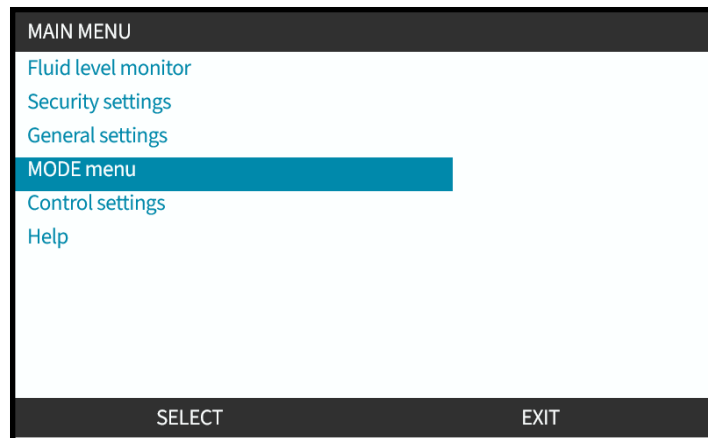 MAIN MENU
Fluid level monitor
Security settings
General settings
MODE menu
Control settings
Help
SELECT EXIT